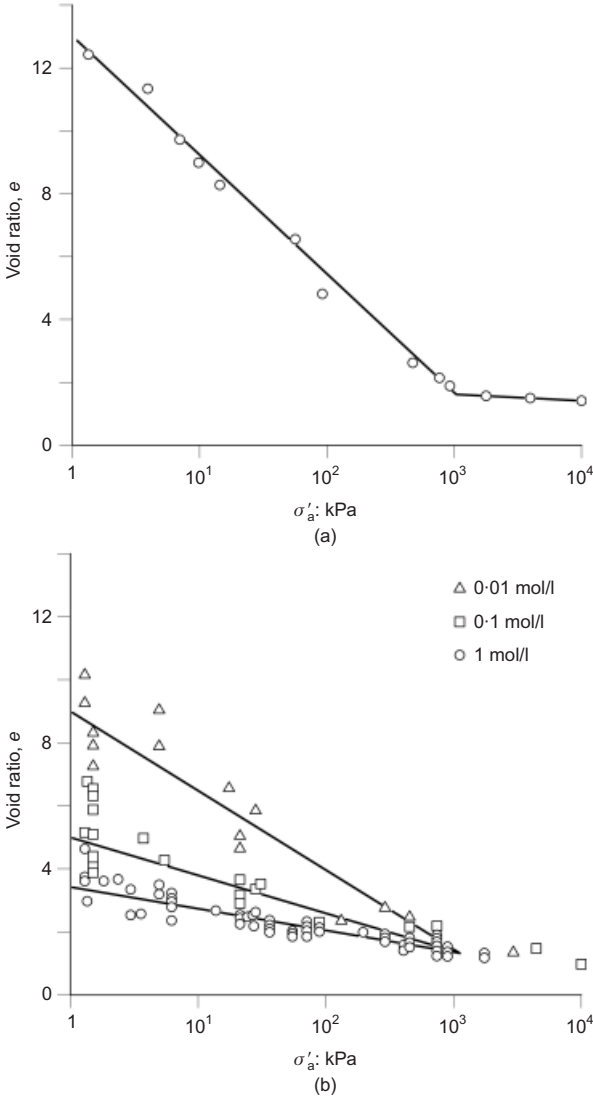 12
8
4
0
Void ratio, e
1 10¹ 10² 10³ 10⁴
σ′ₐ: kPa
(a)
0·01 mol/l
0·1 mol/l
1 mol/l
12
8
4
0
Void ratio, e
1 10¹ 10² 10³ 10⁴
σ′ₐ: kPa
(b)